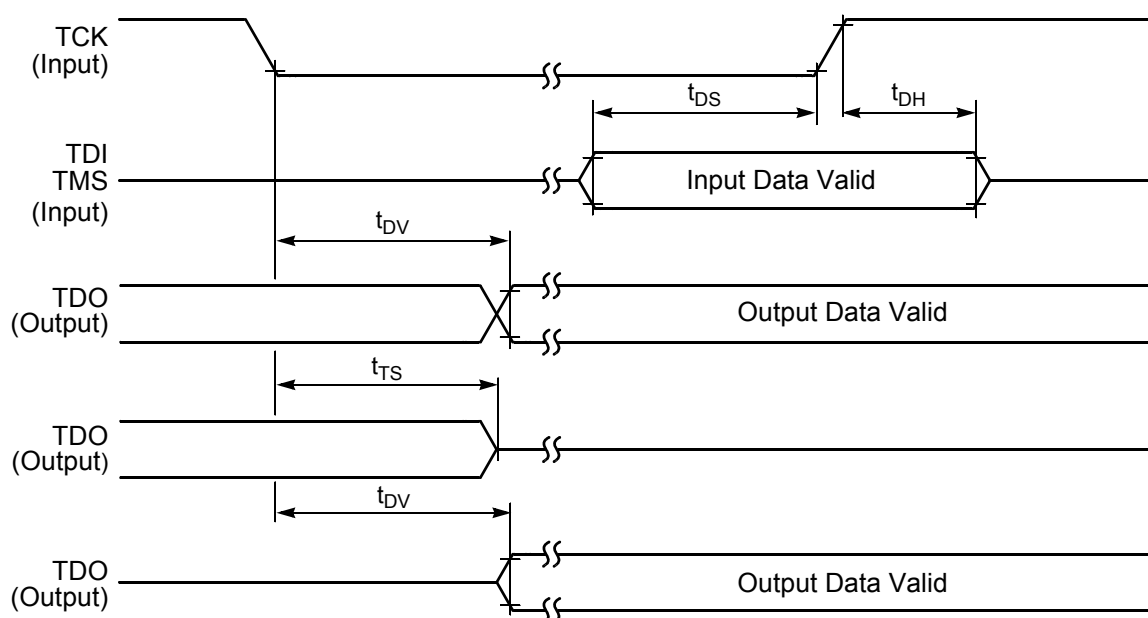 TCK
(Input)
tDS
tDH
TDI
TMS
(Input)
Input Data Valid
tDV
TDO
(Output)
Output Data Valid
tTS
TDO
(Output)
tDV
TDO
(Output)
Output Data Valid